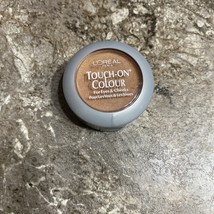 L'ORÉAL
TOUCH-ON
COLOUR
For Eyes & Cheeks